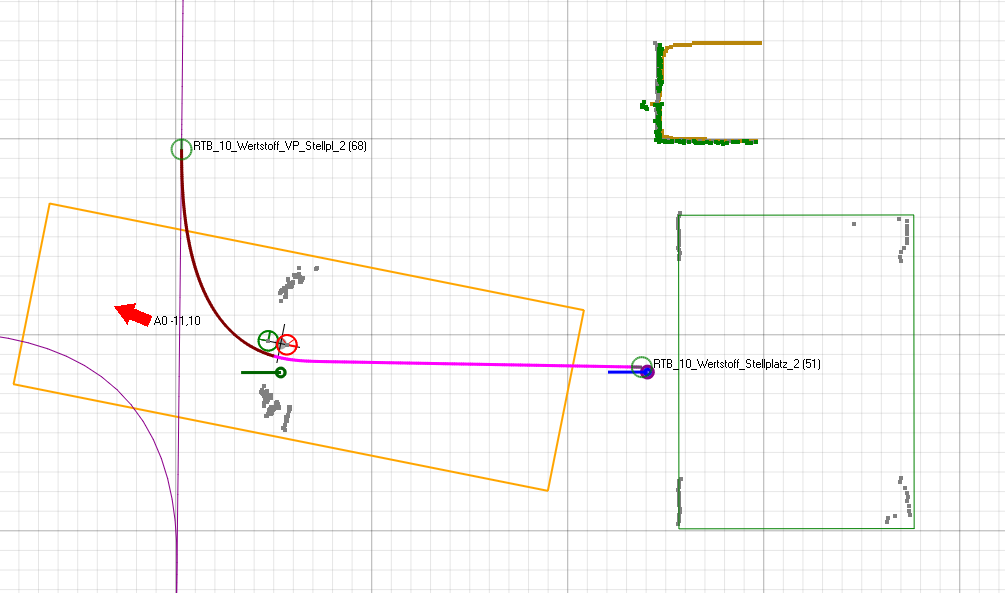 RTB_10_Wertstoff_VP_Stellpl_2 (68)
A0 -11,10
RTB_10_Wertstoff_Stellplatz_2 (51)